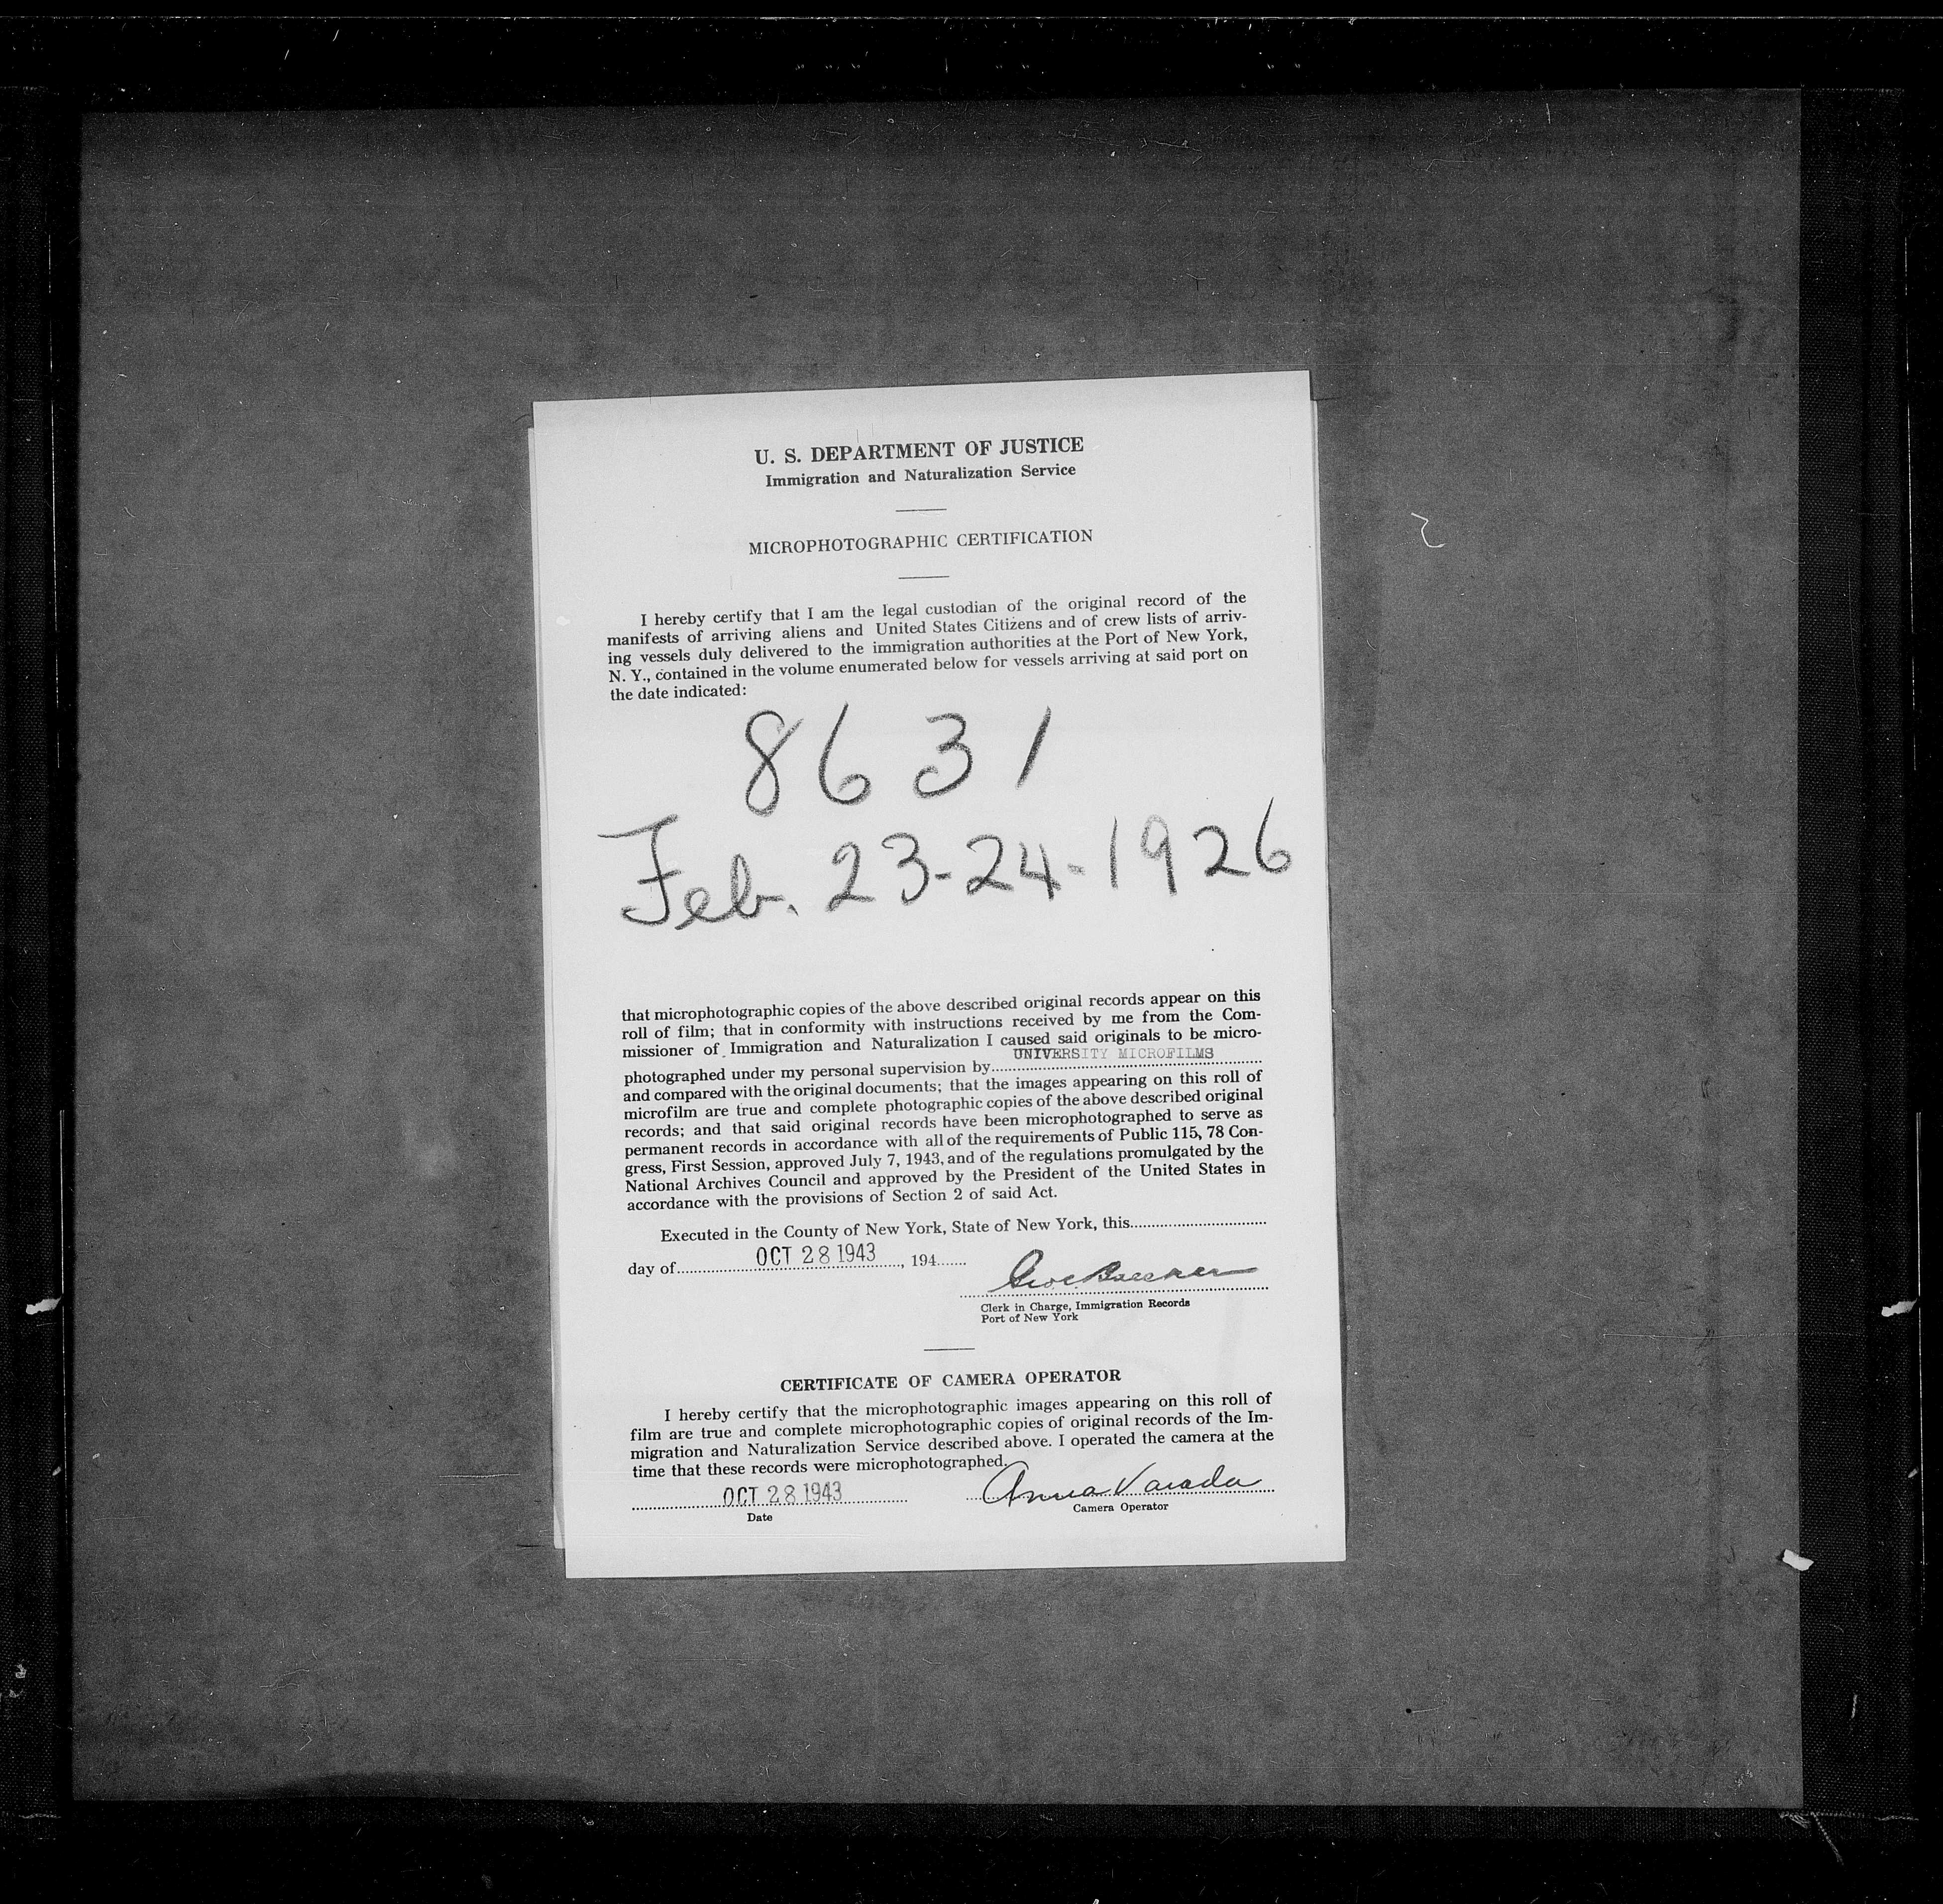 U. S. DEPARTMENT OF JUSTICE
Immigration and Naturalization Service
MICROPHOTOGRAPHIC CERTIFICATION
I hereby certify that I am the legal custodian of the original record of the
manifests of arriving aliens and United States Citizens and of crew lists of arriv-
ing vessels duly delivered to the immigration authorities at the Port of New York,
N. Y., contained in the volume enumerated below for vessels arriving at said port on
the date indicated:
8631
Feb. 23-24-1926
that microphotographic copies of the above described original records appear on this
roll of film; that in conformity with instructions received by me from the Com-
missioner of Immigration and Naturalization I caused said originals to be micro-
UNIVERSITY MICROFILMS
photographed under my personal supervision by
and compared with the original documents; that the images appearing on this roll of
microfilm are true and complete photographic copies of the above described original
records; and that said original records have been microphotographed to serve as
permanent records in accordance with all of the requirements of Public 115, 78 Con-
gress, First Session, approved July 7, 1943, and of the regulations promulgated by the
National Archives Council and approved by the President of the United States in
accordance with the provisions of Section 2 of said Act.
Executed in the County of New York, State of New York, this
day of OCT 28 1943, 194
Clerk in Charge, Immigration Records
Port of New York
CERTIFICATE OF CAMERA OPERATOR
I hereby certify that the microphotographic images appearing on this roll of
film are true and complete microphotographic copies of original records of the Im-
migration and Naturalization Service described above. I operated the camera at the
time that these records were microphotographed.
OCT 28 1943 Anna Varada
Date Camera Operator